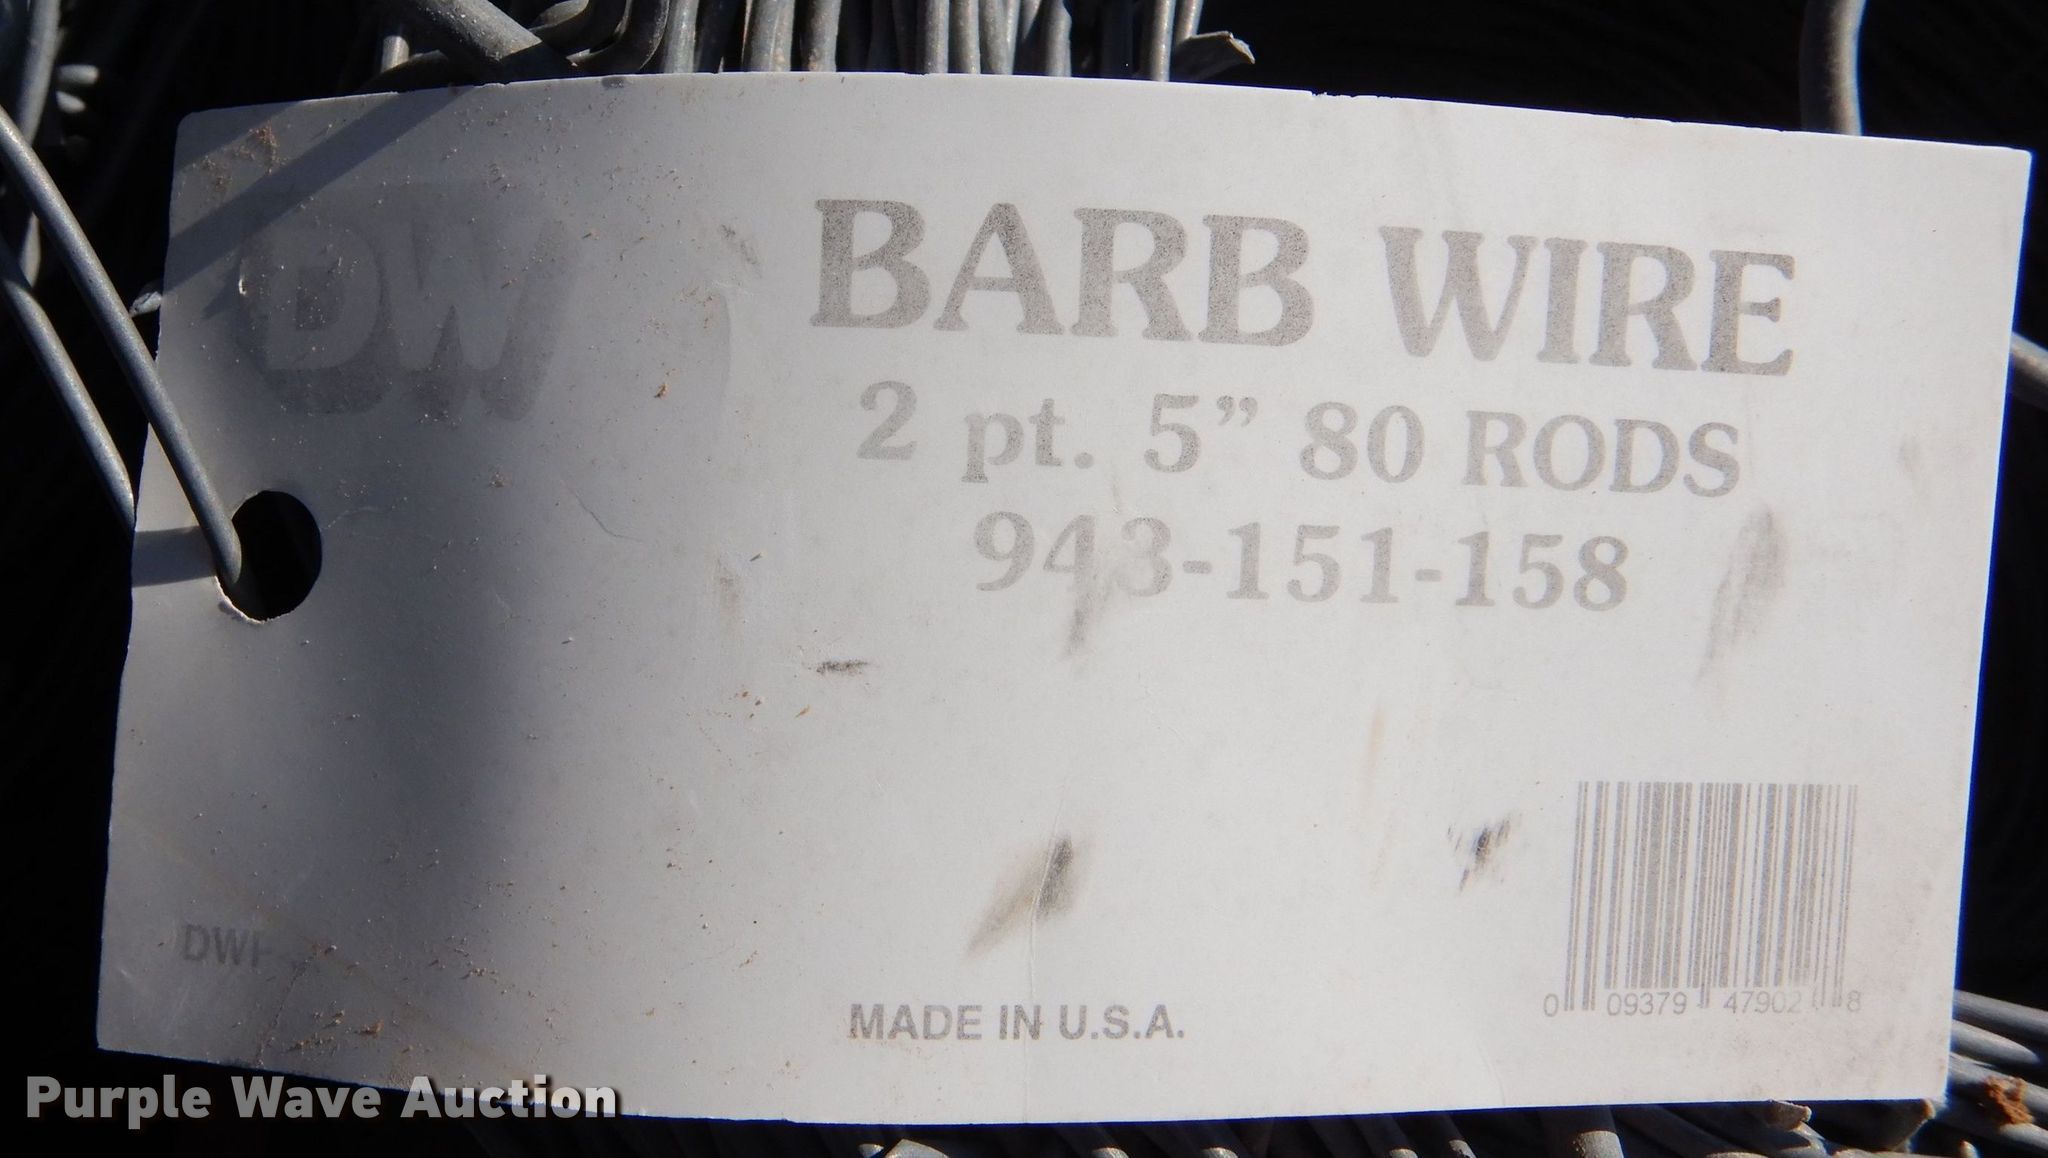 DW
BARB WIRE
2 pt. 5” 80 RODS
943-151-158
MADE IN U.S.A.
0 09379 47902 8
Purple Wave Auction